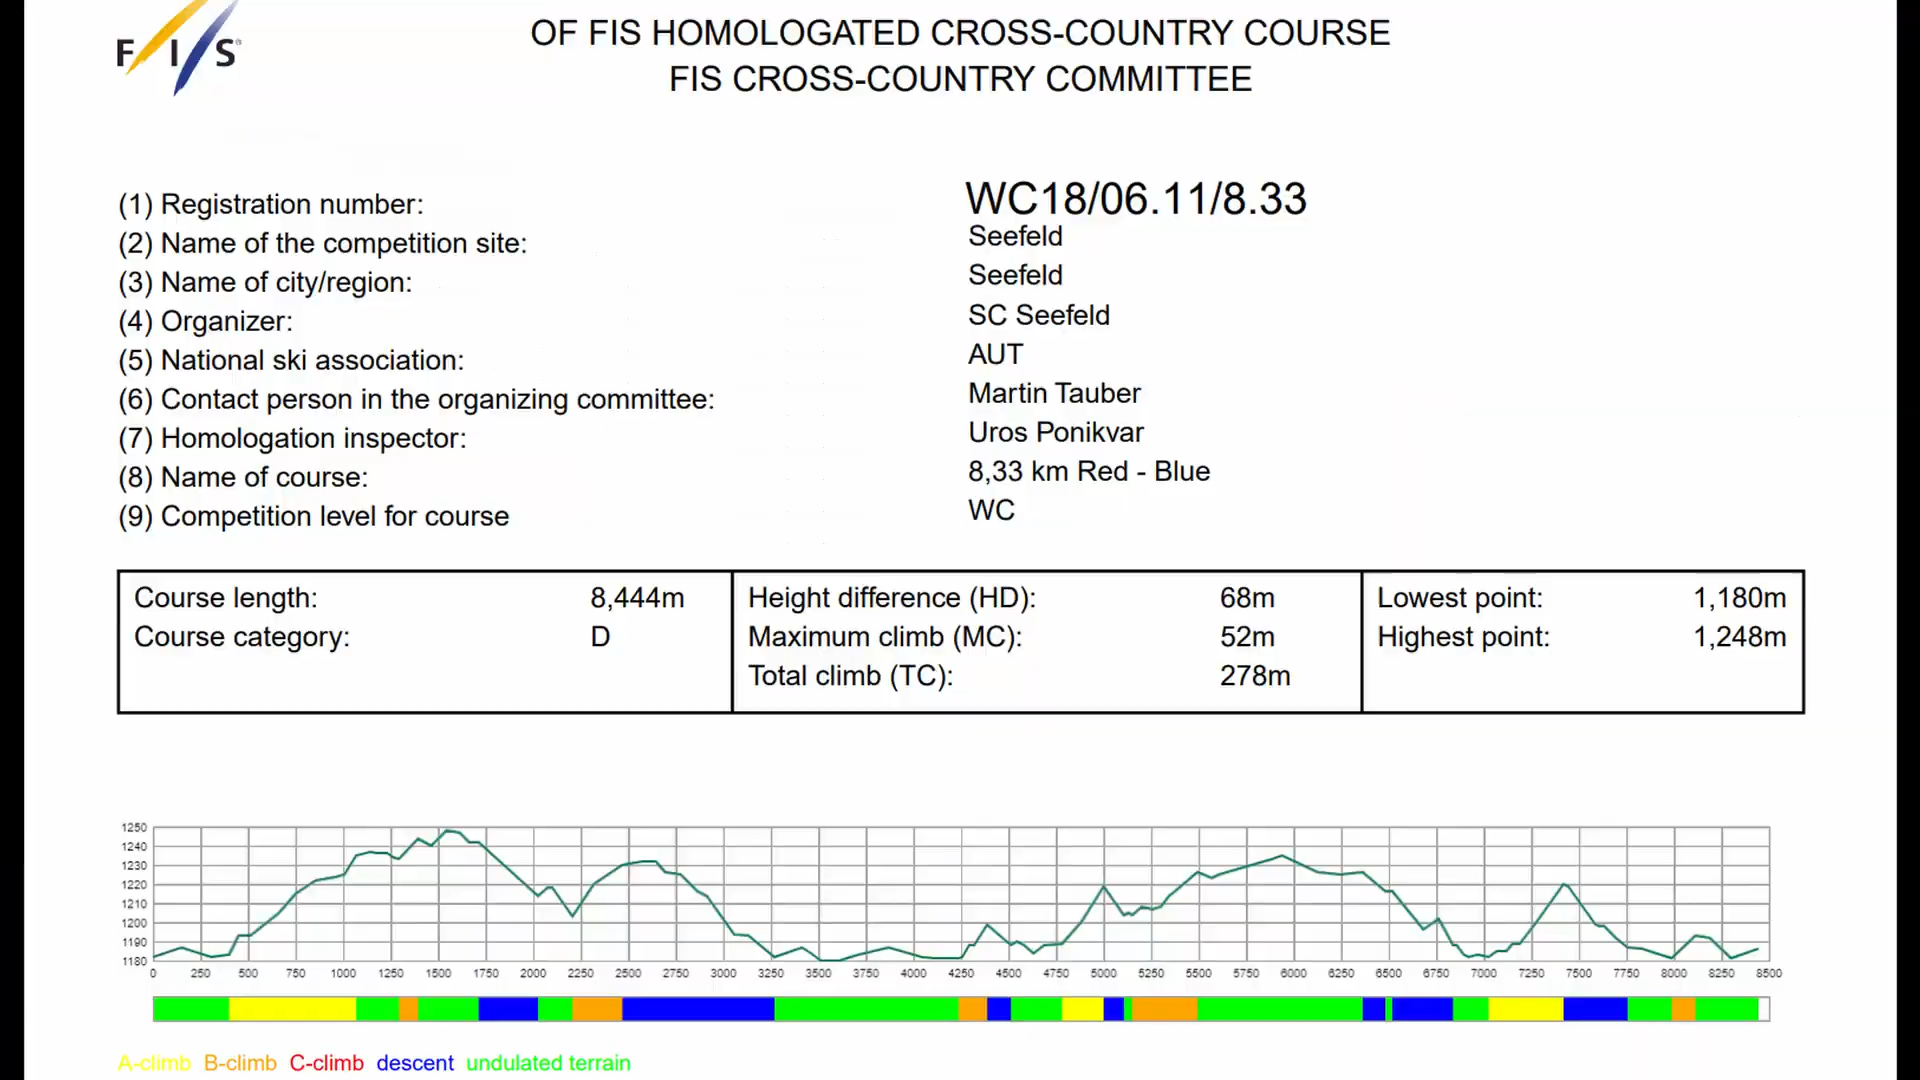 FIS
OF FIS HOMOLOGATED CROSS-COUNTRY COURSE
FIS CROSS-COUNTRY COMMITTEE
(1) Registration number: WC18/06.11/8.33
(2) Name of the competition site: Seefeld
(3) Name of city/region: Seefeld
(4) Organizer: SC Seefeld
(5) National ski association: AUT
(6) Contact person in the organizing committee: Martin Tauber
(7) Homologation inspector: Uros Ponikvar
(8) Name of course: 8,33 km Red - Blue
(9) Competition level for course WC
Course length: 8,444m Height difference (HD): 68m Lowest point: 1,180m
Course category: D Maximum climb (MC): 52m Highest point: 1,248m
Total climb (TC): 278m
1250
1240
1230
1220
1210
1200
1190
1180
0 250 500 750 1000 1250 1500 1750 2000 2250 2500 2750 3000 3250 3500 3750 4000 4250 4500 4750 5000 5250 5500 5750 6000 6250 6500 6750 7000 7250 7500 7750 8000 8250 8500
A-climb B-climb C-climb descent undulated terrain